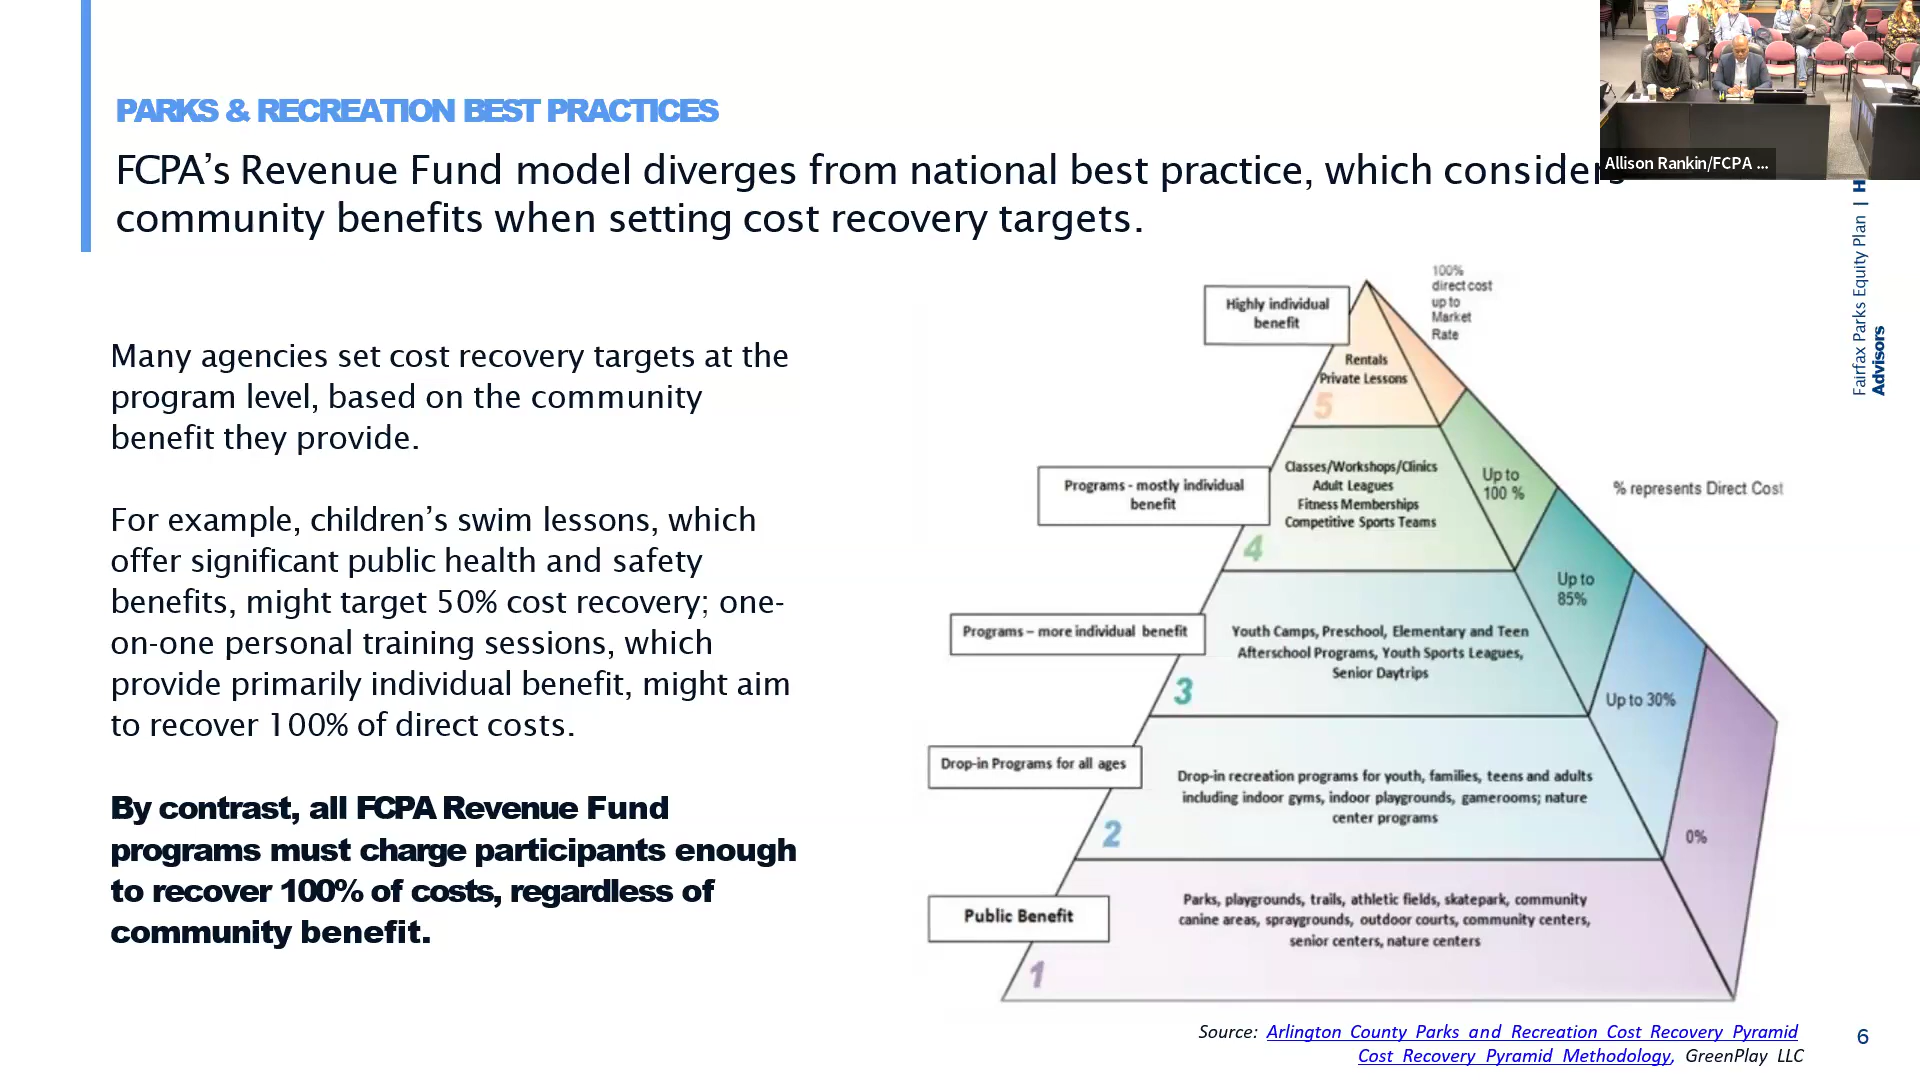 PARKS & RECREATION BEST PRACTICES
FCPA's Revenue Fund model diverges from national best practice, which considers
community benefits when setting cost recovery targets.
Allison Rankin/FCPA ...
Fairfax Parks Equity Plan | H
Advisors
Many agencies set cost recovery targets at the
program level, based on the community
benefit they provide.
For example, children's swim lessons, which
offer significant public health and safety
benefits, might target 50% cost recovery; one-
on-one personal training sessions, which
provide primarily individual benefit, might aim
to recover 100% of direct costs.
By contrast, all FCPA Revenue Fund
programs must charge participants enough
to recover 100% of costs, regardless of
community benefit.
Highly individual
benefit
100%
direct cost
up to
Market
Rate
Rentals
Private Lessons
5
Programs - mostly individual
benefit
Classes/Workshops/Clinics
Adult Leagues
Fitness Memberships
Competitive Sports Teams
4
Up to
100 %
% represents Direct Cost
Programs – more individual benefit
Youth Camps, Preschool, Elementary and Teen
Afterschool Programs, Youth Sports Leagues,
Senior Daytrips
3
Up to
85%
Drop-in Programs for all ages
Drop-in recreation programs for youth, families, teens and adults
including indoor gyms, indoor playgrounds, gamerooms; nature
center programs
2
Up to 30%
Public Benefit
Parks, playgrounds, trails, athletic fields, skatepark, community
canine areas, spraygrounds, outdoor courts, community centers,
senior centers, nature centers
1
0%
Source: Arlington County Parks and Recreation Cost Recovery Pyramid
Cost Recovery Pyramid Methodology, GreenPlay LLC
6